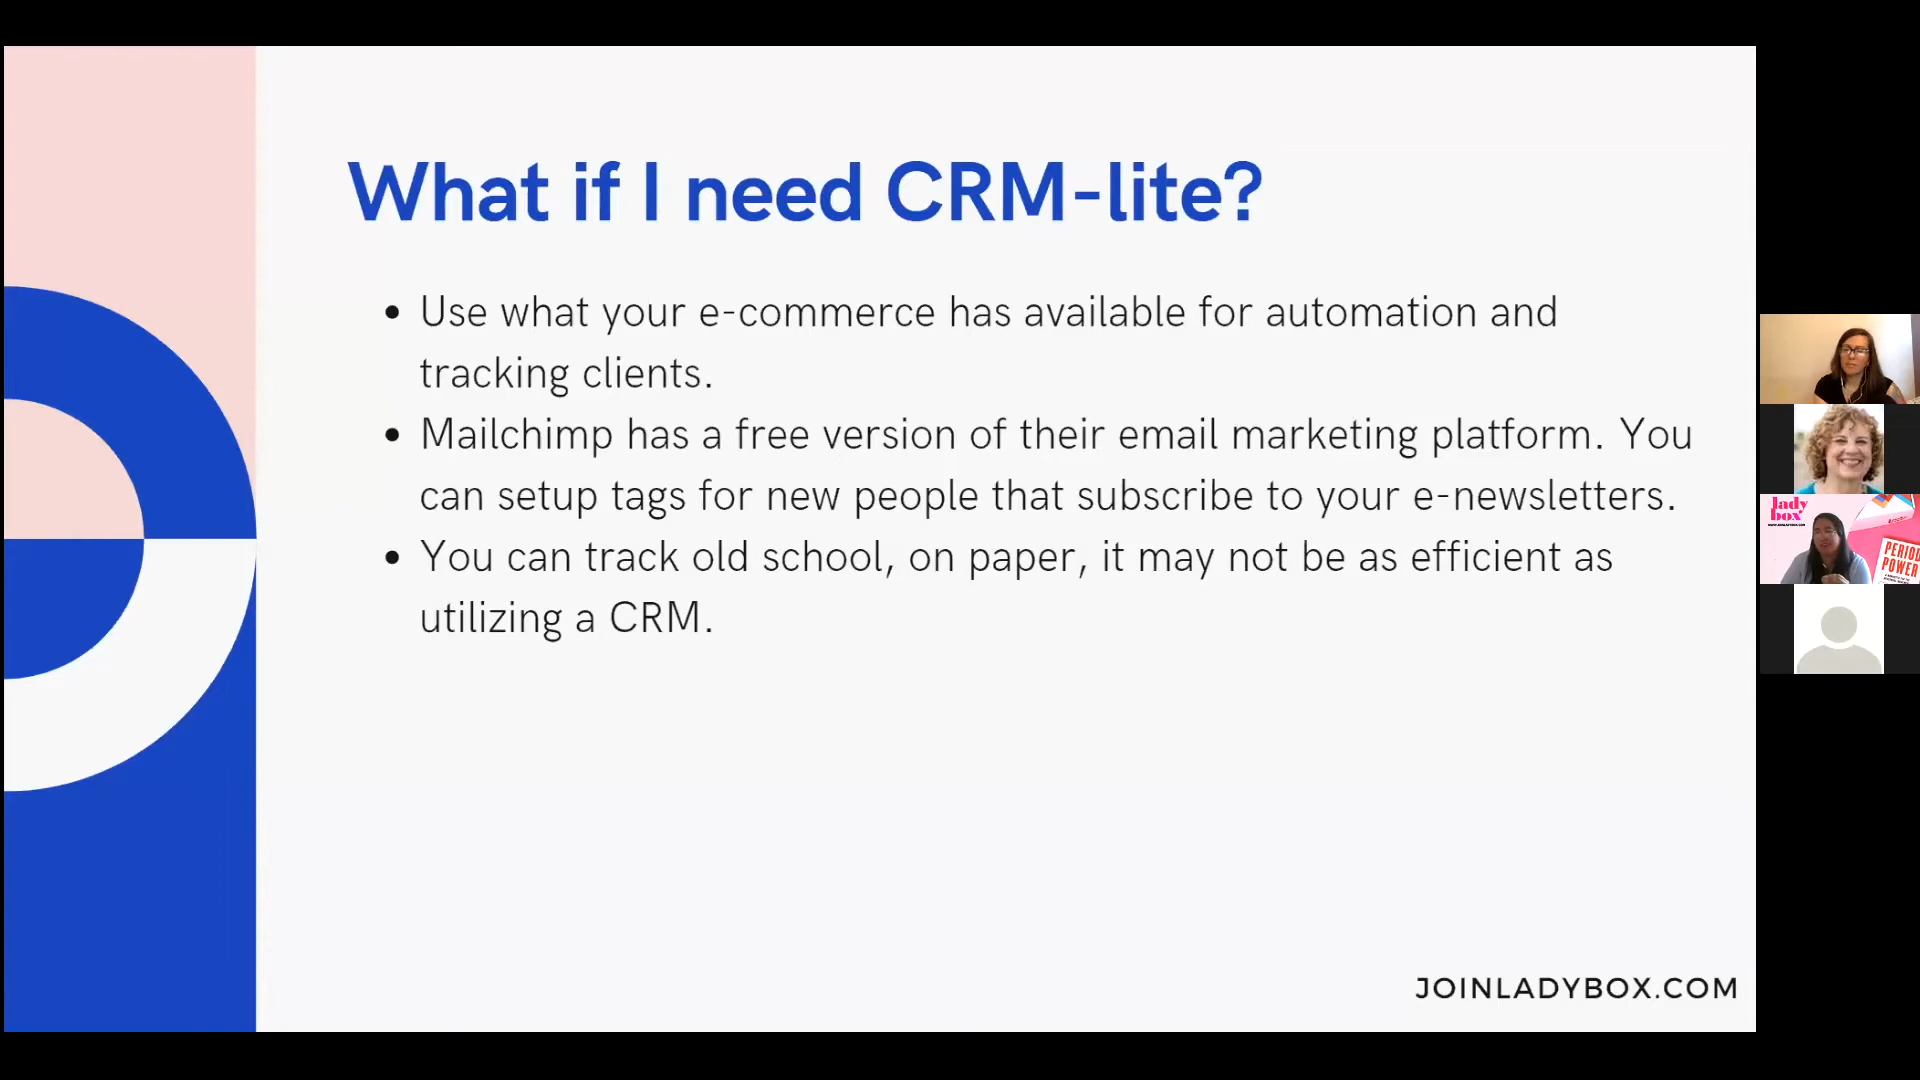 What if I need CRM-lite?
• Use what your e-commerce has available for automation and
tracking clients.
• Mailchimp has a free version of their email marketing platform. You
can setup tags for new people that subscribe to your e-newsletters.
• You can track old school, on paper, it may not be as efficient as
utilizing a CRM.
JOINLADYBOX.COM
lady
box
PERIOD
POWER